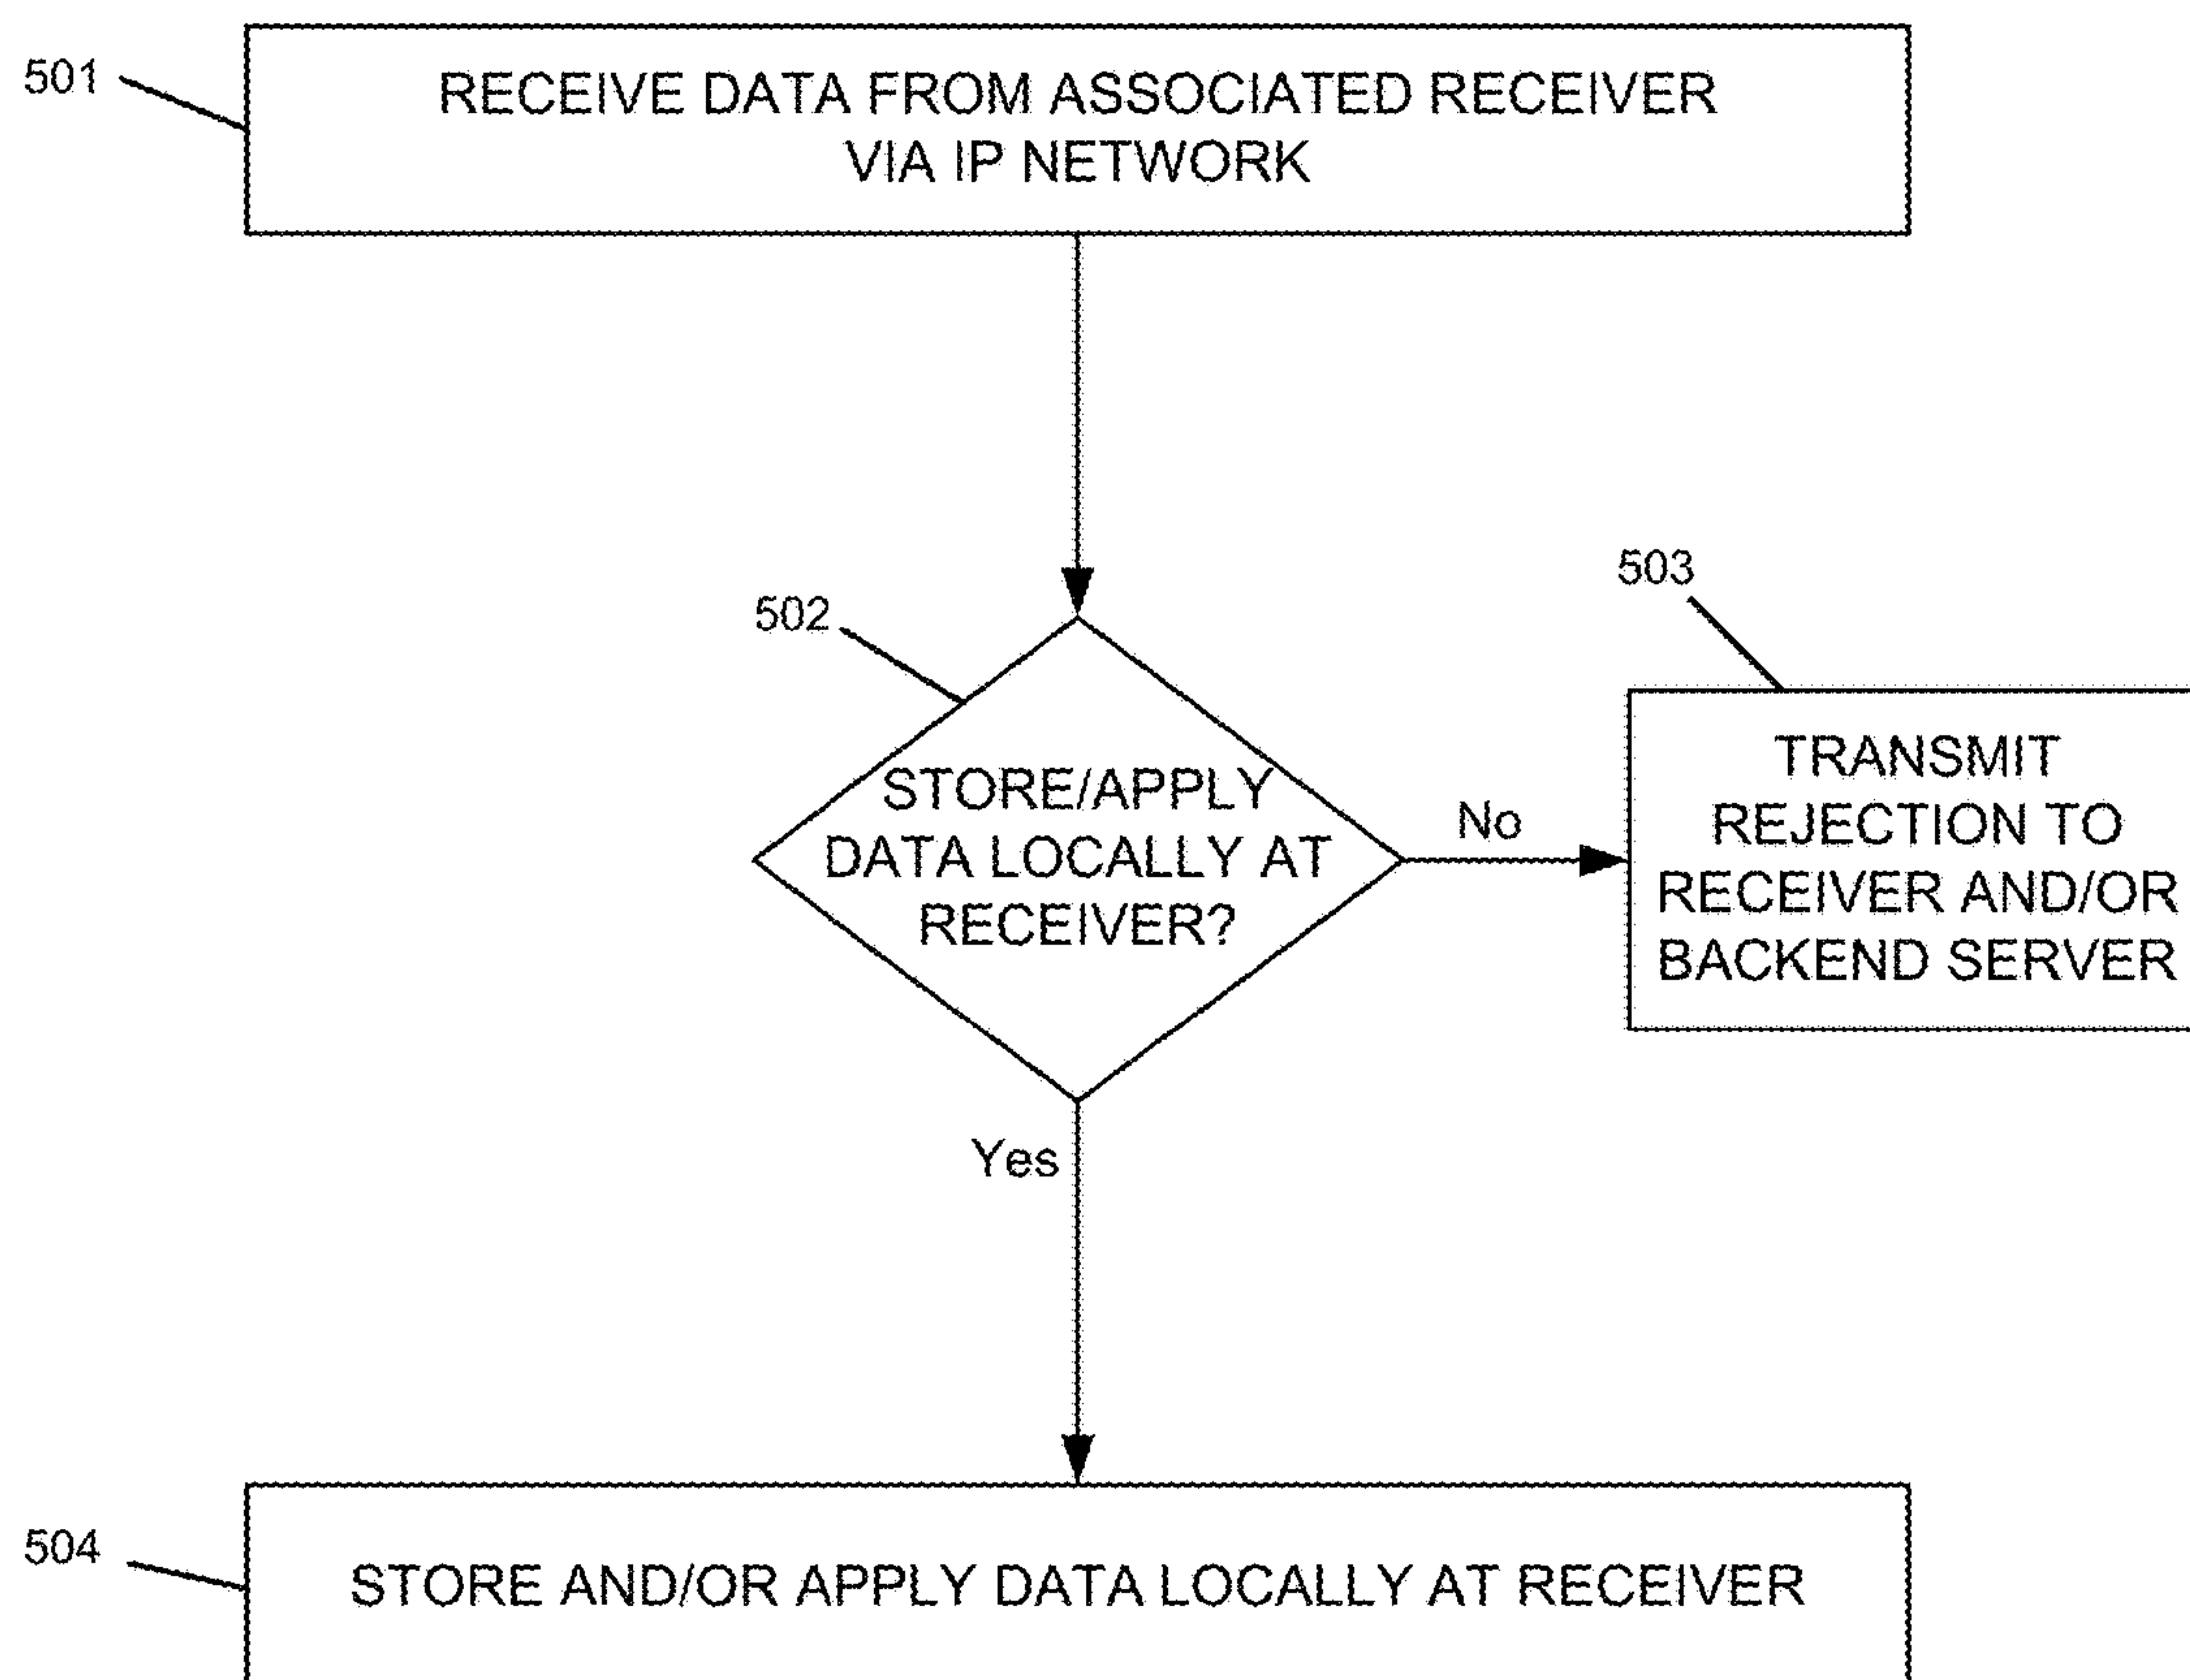 501
RECEIVE DATA FROM ASSOCIATED RECEIVER
VIA IP NETWORK
502
503
STORE/APPLY
DATA LOCALLY AT
RECEIVER?
No
TRANSMIT
REJECTION TO
RECEIVER AND/OR
BACKEND SERVER
Yes
504
STORE AND/OR APPLY DATA LOCALLY AT RECEIVER